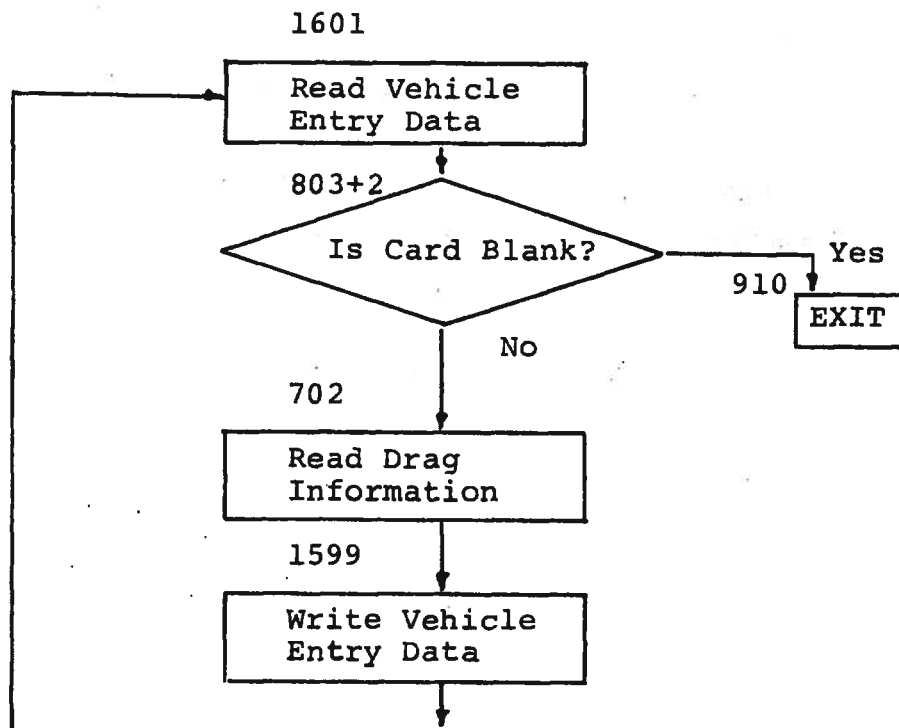 1601
Read Vehicle
Entry Data
803+2
Is Card Blank?
Yes
910
EXIT
No
702
Read Drag
Information
1599
Write Vehicle
Entry Data